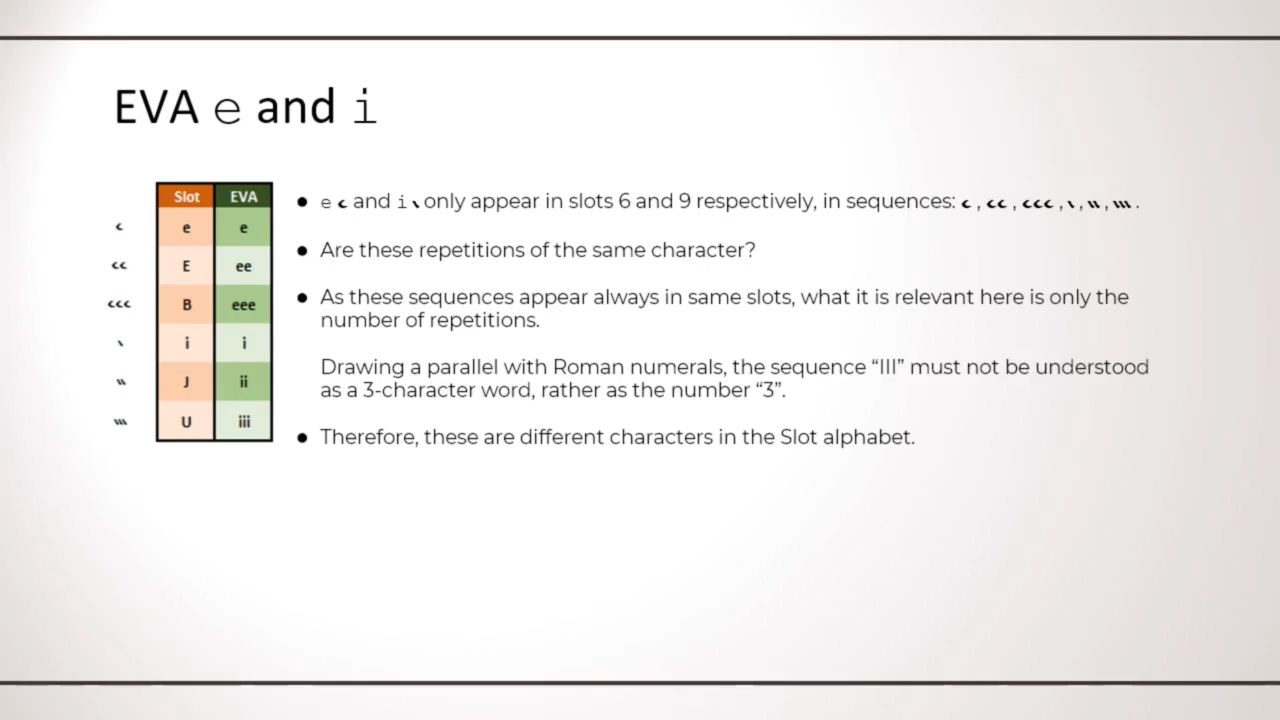 EVA e and i
Slot EVA
e e
E ee
B eee
i i
J ii
U iii
● e and i only appear in slots 6 and 9 respectively, in sequences: , , , , , .
● Are these repetitions of the same character?
● As these sequences appear always in same slots, what it is relevant here is only the
number of repetitions.
Drawing a parallel with Roman numerals, the sequence “III” must not be understood
as a 3-character word, rather as the number “3”.
● Therefore, these are different characters in the Slot alphabet.